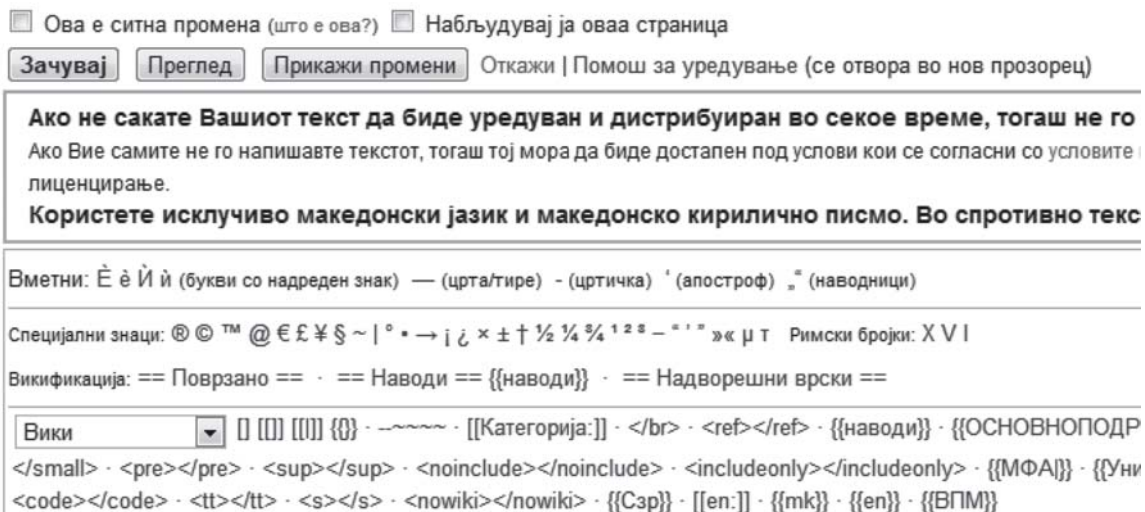 Ова е ситна промена (што е ова?) Набљудувај ја оваа страница
Зачувај Преглед Прикажи промени Откажи | Помош за уредување (се отвора во нов прозорец)
Ако не сакате Вашиот текст да биде уредуван и дистрибуиран во секое време, тогаш не го
Ако Вие самите не го напишавте текстот, тогаш тој мора да биде достапен под услови кои се согласни со условите
лиценцирање.
Користете исклучиво македонски јазик и македонско кирилично писмо. Во спротивно текс
Вметни: Ѐ ѐ Ѝ ѝ (букви со надреден знак) — (црта/тире) - (цртичка) ‘ (апостроф) „“ (наводници)
Специјални знаци: ® © ™ @ € £ ¥ § ~ | ° • → ¡ ¿ × ± † ½ ¼ ¾ ¹ ² ³ – “ ‘ ’ ” »« µ τ Римски бројки: X V I
Викификација: == Поврзано == · == Наводи == {{наводи}} · == Надворешни врски ==
Вики [] [[]] [[|]] {{}} · --~~~~ · [[Категорија:]] · </br> · <ref></ref> · {{наводи}} · {{ОСНОВНОПОДР
</small> · <pre></pre> · <sup></sup> · <noinclude></noinclude> · <includeonly></includeonly> · {{МФА|}} · {{Уни
<code></code> · <tt></tt> · <s></s> · <nowiki></nowiki> · {{Сзр}} · [[en:]] · {{mk}} · {{en}} · {{ВПМ}}